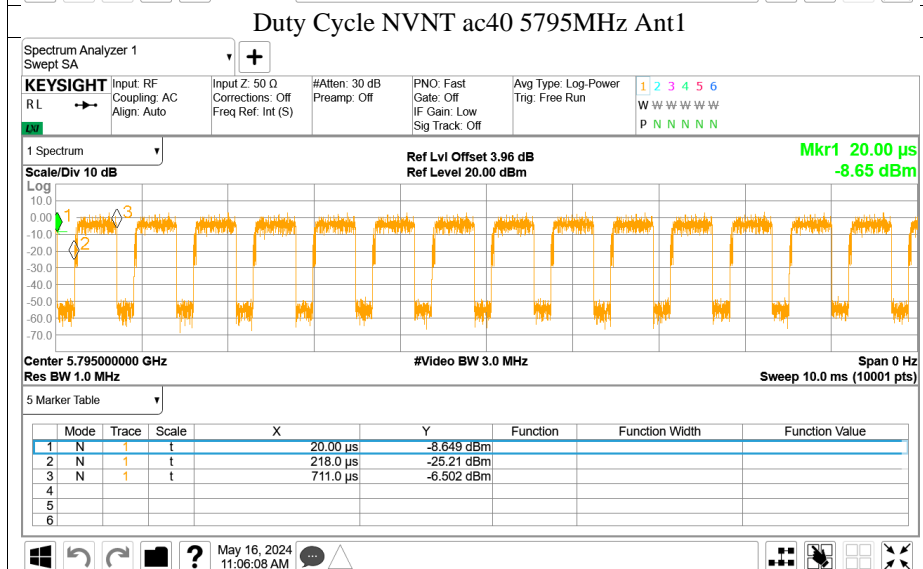 Duty Cycle NVNT ac40 5795MHz Ant1
Spectrum Analyzer 1
Swept SA
+
KEYSIGHT
R L
LXI
Input: RF
Coupling: AC
Align: Auto
Input Z: 50 Ω
Corrections: Off
Freq Ref: Int (S)
#Atten: 30 dB
Preamp: Off
PNO: Fast
Gate: Off
IF Gain: Low
Sig Track: Off
Avg Type: Log-Power
Trig: Free Run
1 2 3 4 5 6
W W W W W W
P N N N N N
1 Spectrum
Scale/Div 10 dB
Ref Lvl Offset 3.96 dB
Ref Level 20.00 dBm
Mkr1 20.00 µs
-8.65 dBm
Log
10.0
0.00
-10.0
-20.0
-30.0
-40.0
-50.0
-60.0
-70.0
1
2
3
Center 5.795000000 GHz
Res BW 1.0 MHz
#Video BW 3.0 MHz
Span 0 Hz
Sweep 10.0 ms (10001 pts)
5 Marker Table
Mode Trace Scale X Y Function Function Width Function Value
1 N 1 t 20.00 µs -8.649 dBm
2 N 1 t 218.0 µs -25.21 dBm
3 N 1 t 711.0 µs -6.502 dBm
4
5
6
?
May 16, 2024
11:06:08 AM